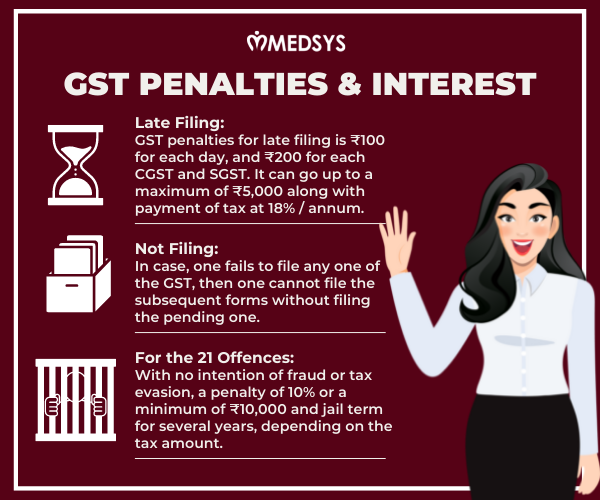 MEDSYS
GST PENALTIES & INTEREST
Late Filing:
GST penalties for late filing is ₹100
for each day, and ₹200 for each
CGST and SGST. It can go up to a
maximum of ₹5,000 along with
payment of tax at 18% / annum.
Not Filing:
In case, one fails to file any one of
the GST, then one cannot file the
subsequent forms without filing
the pending one.
For the 21 Offences:
With no intention of fraud or tax
evasion, a penalty of 10% or a
minimum of ₹10,000 and jail term
for several years, depending on the
tax amount.